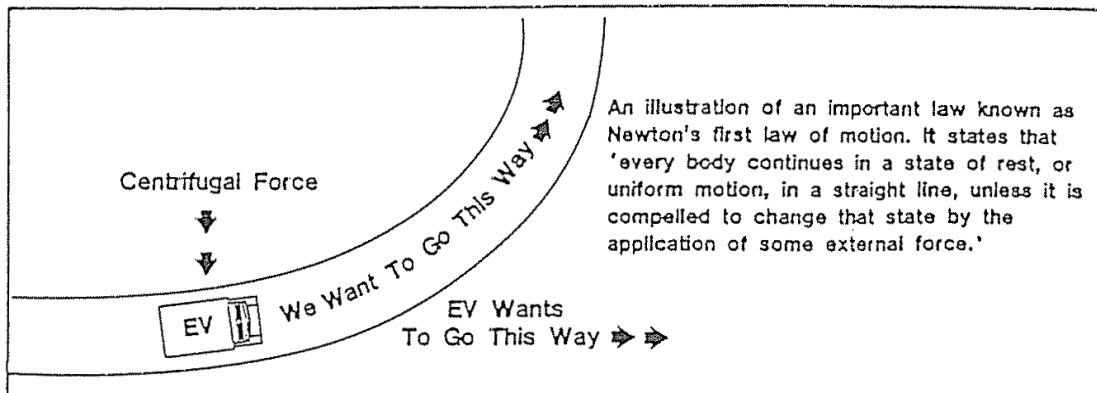 An illustration of an important law known as
Newton's first law of motion. It states that
'every body continues in a state of rest, or
uniform motion, in a straight line, unless it is
compelled to change that state by the
application of some external force.'
Centrifugal Force
We Want To Go This Way
EV
EV Wants
To Go This Way